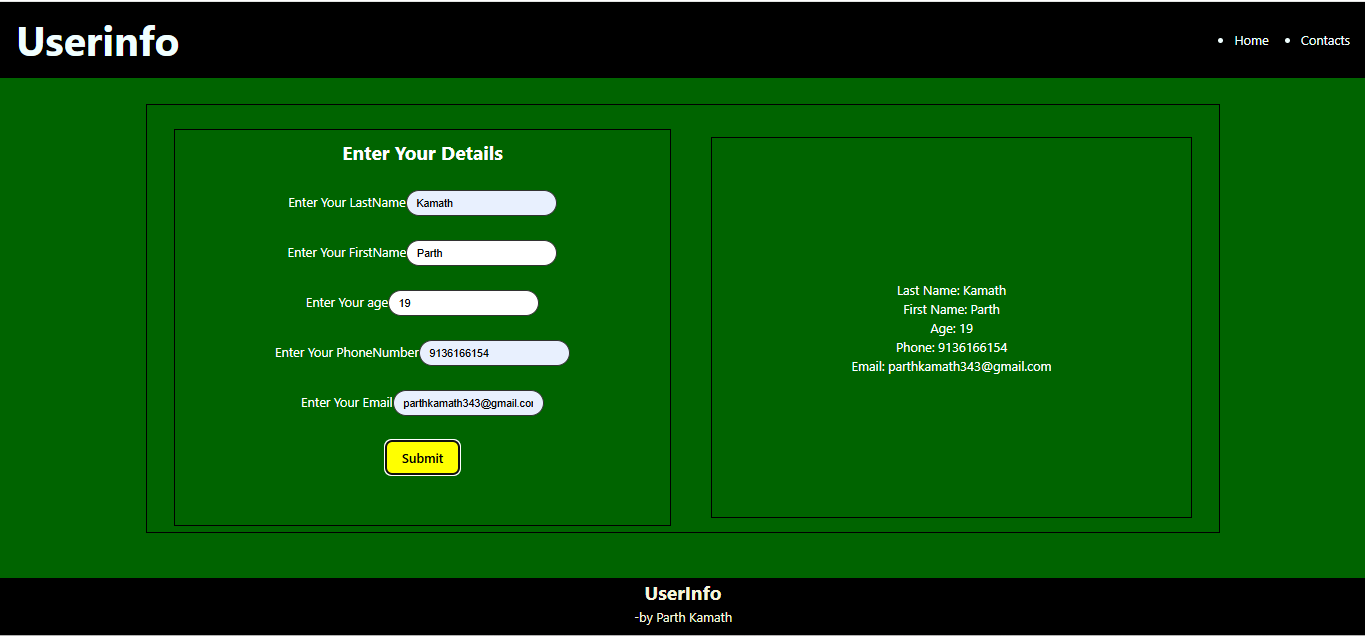 Userinfo
Home
Contacts
Enter Your Details
Enter Your LastName Kamath
Enter Your FirstName Parth
Enter Your age 19
Enter Your PhoneNumber 9136166154
Enter Your Email parthkamath343@gmail.cor
Submit
Last Name: Kamath
First Name: Parth
Age: 19
Phone: 9136166154
Email: parthkamath343@gmail.com
UserInfo
-by Parth Kamath